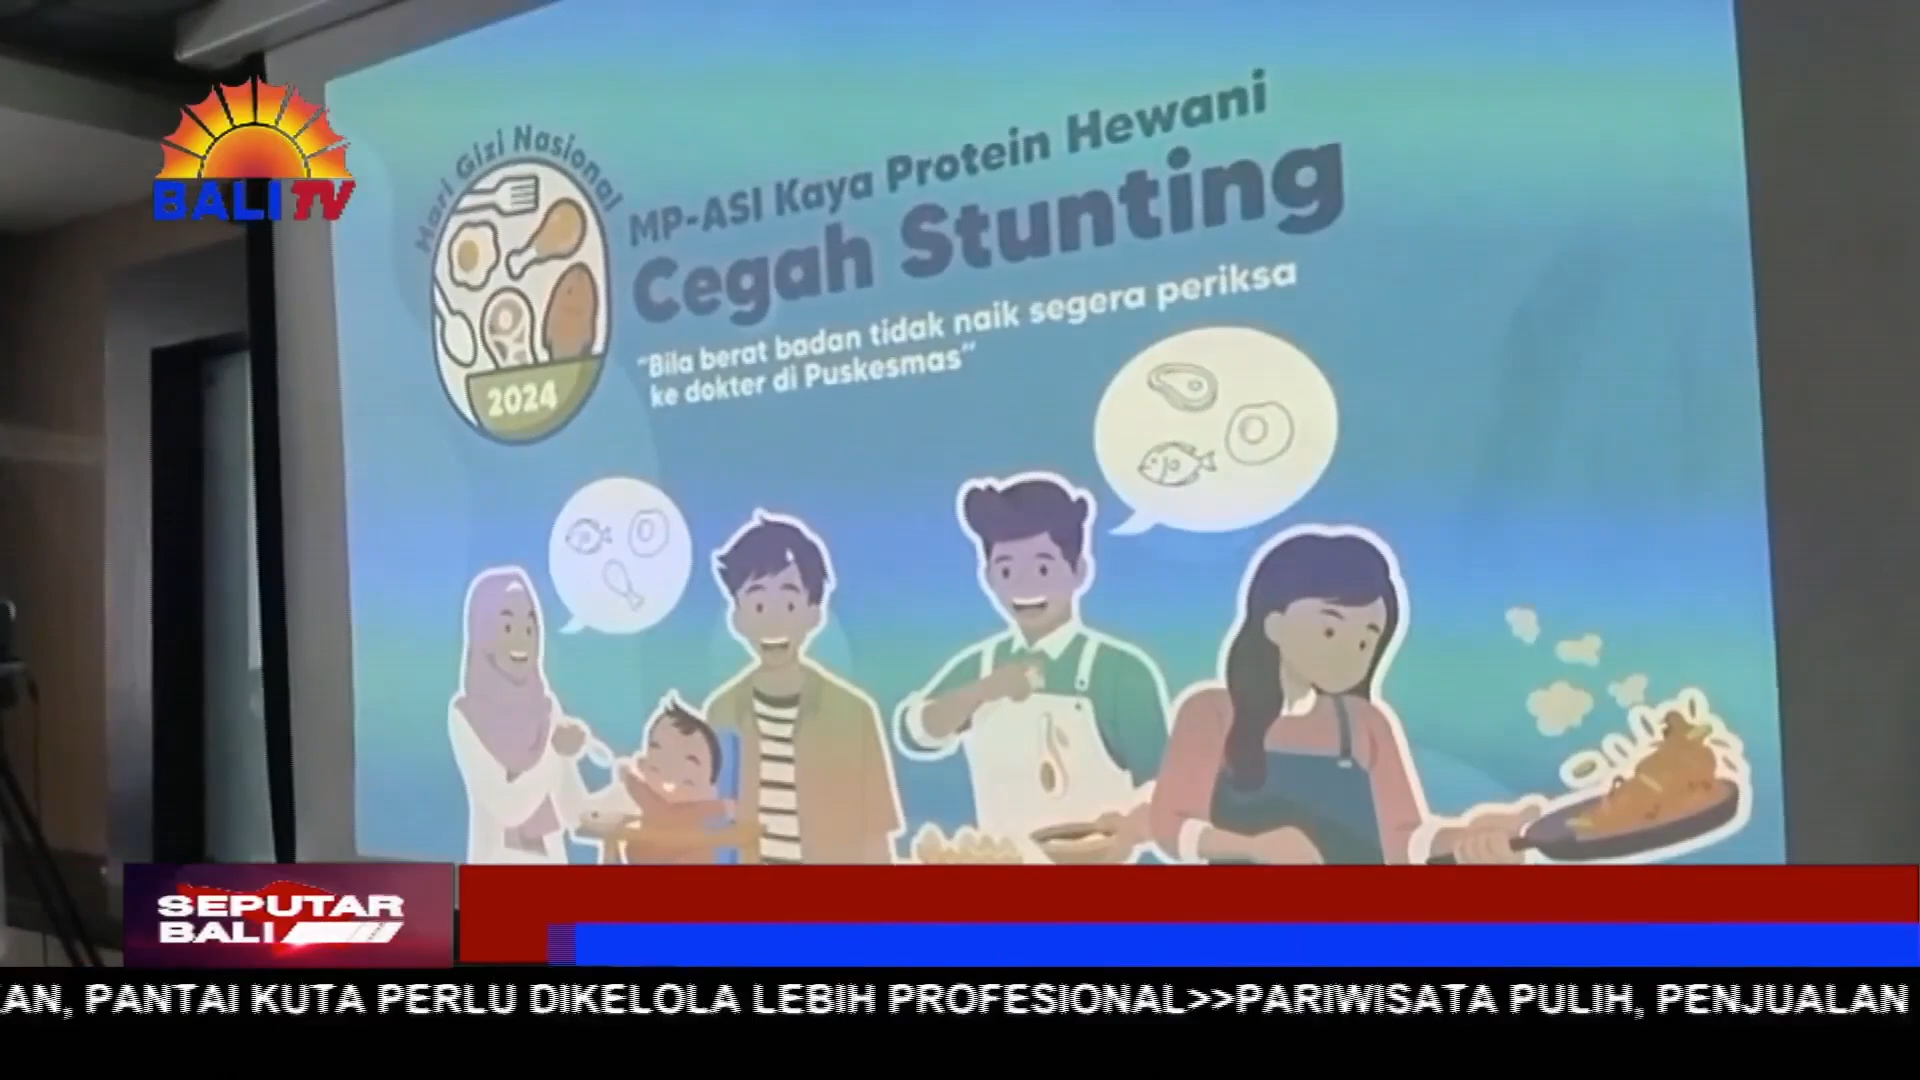 BALI TV
Hari Gizi Nasional
2024
MP-ASI Kaya Protein Hewani
Cegah Stunting
"Bila berat badan tidak naik segera periksa
ke dokter di Puskesmas"
SEPUTAR
BALI
KAN, PANTAI KUTA PERLU DIKELOLA LEBIH PROFESIONAL>>PARIWISATA PULIH, PENJUALAN